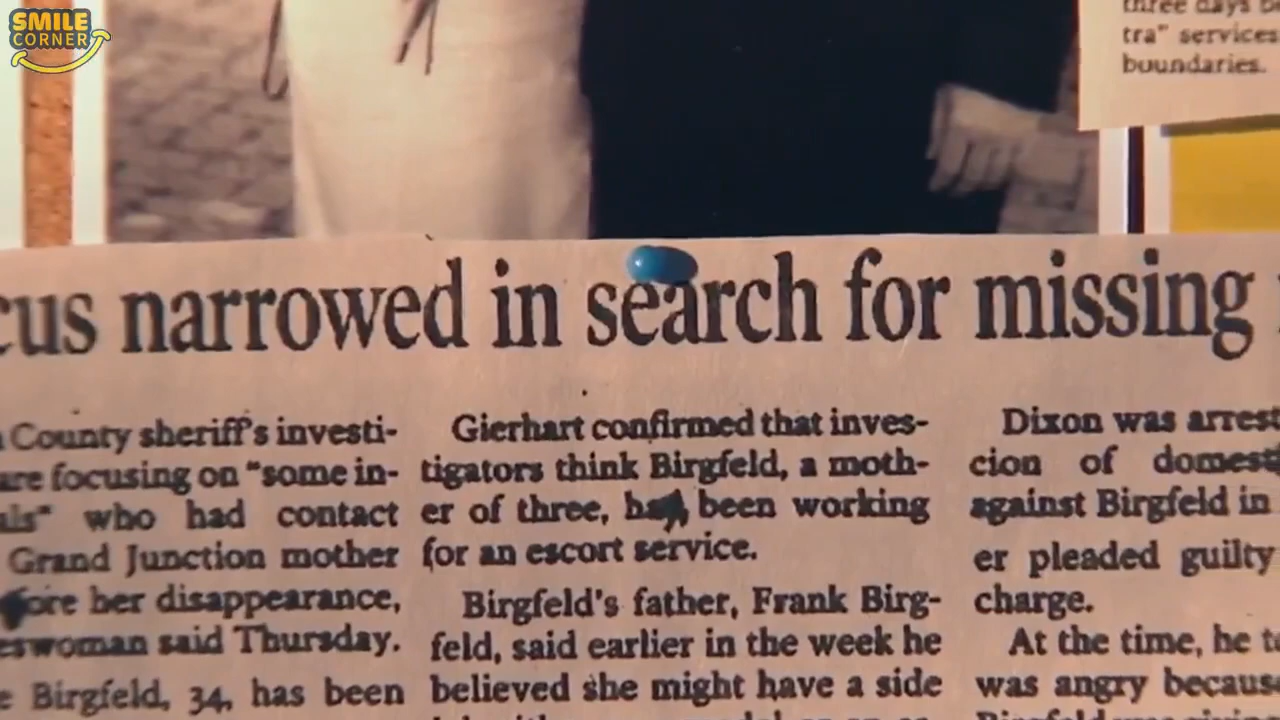 SMILE
CORNER
three days
tra" services
boundaries.
cus narrowed in search for missing
County sheriff's investi-
are focusing on "some in-
als" who had contact
Grand Junction mother
fore her disappearance,
eswoman said Thursday.
e Birgfeld, 34, has been
Gierhart confirmed that inves-
tigators think Birgfeld, a moth-
er of three, had been working
for an escort service.
Birgfeld's father, Frank Birg-
feld, said earlier in the week he
believed she might have a side
Dixon was arrest
cion of domest
against Birgfeld in
er pleaded guilty
charge.
At the time, he
was angry because